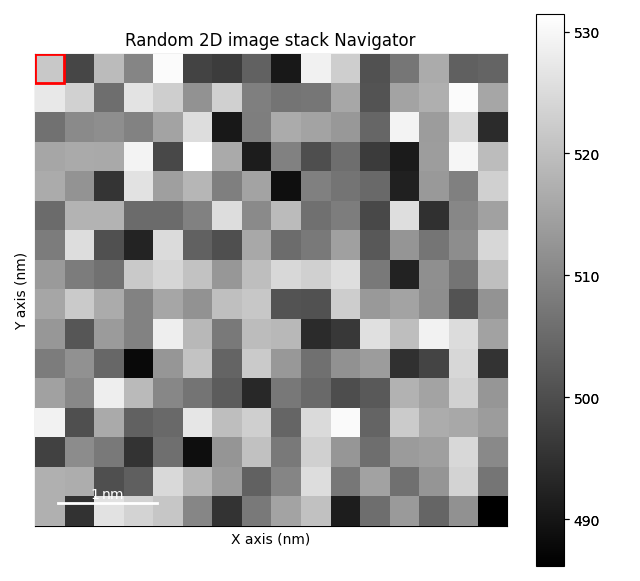 Random 2D image stack Navigator
530
520
510
500
490
Y axis (nm)
1 nm
X axis (nm)